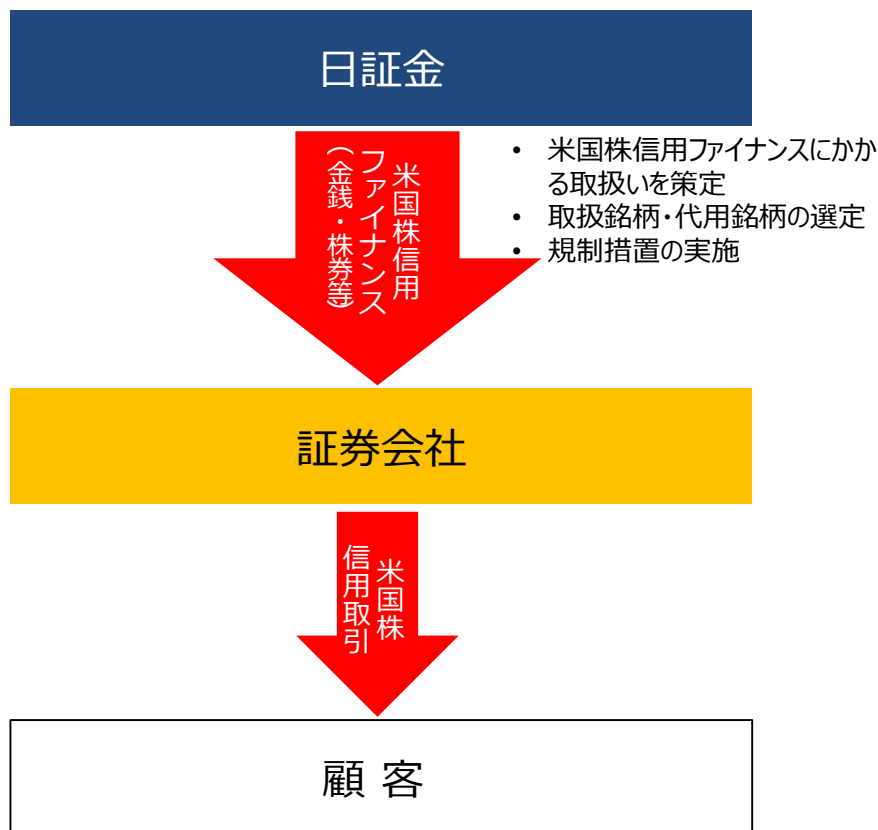 日証金
米国株信用
ファイナンス
(金銭・株券等)
• 米国株信用ファイナンスにかか
る取扱いを策定
• 取扱銘柄・代用銘柄の選定
• 規制措置の実施
証券会社
米国株
信用取引
顧 客